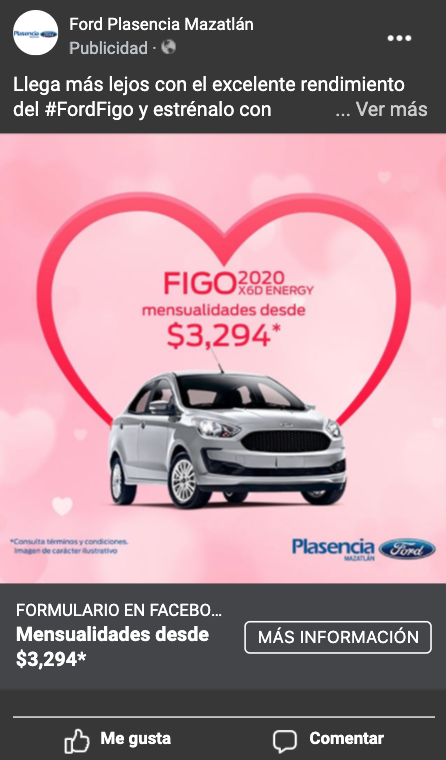 Ford Plasencia Mazatlán
Publicidad ·
Llega más lejos con el excelente rendimiento
del #FordFigo y estrénalo con ... Ver más
FIGO 2020
X6D ENERGY
mensualidades desde
$3,294*
*Consulta términos y condiciones.
Imagen de carácter ilustrativo
Plasencia Ford
MAZATLÁN
FORMULARIO EN FACEBO...
Mensualidades desde
$3,294*
MÁS INFORMACIÓN
Me gusta
Comentar